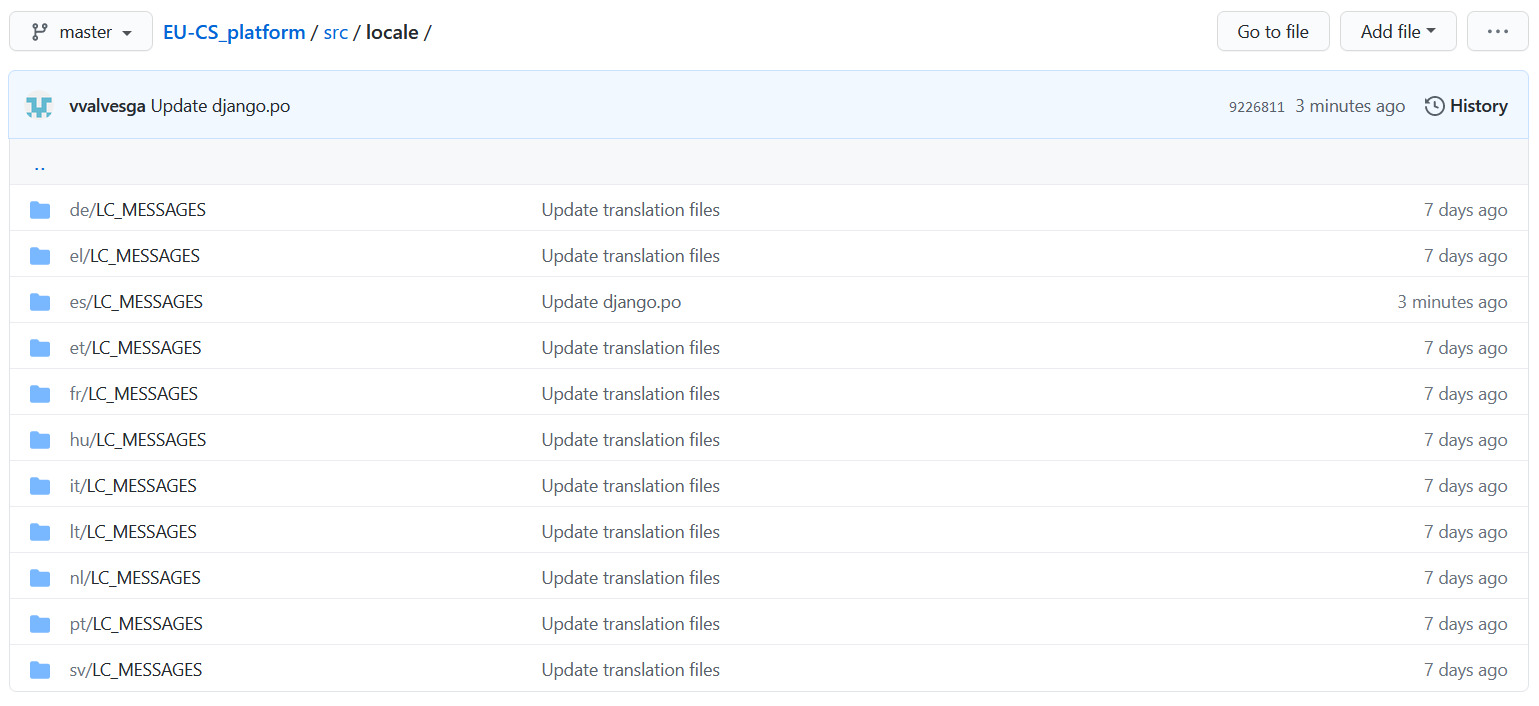 master EU-CS_platform / src / locale / Go to file Add file ...
vvalvesga Update django.po 9226811 3 minutes ago History
..
de/LC_MESSAGES Update translation files 7 days ago
el/LC_MESSAGES Update translation files 7 days ago
es/LC_MESSAGES Update django.po 3 minutes ago
et/LC_MESSAGES Update translation files 7 days ago
fr/LC_MESSAGES Update translation files 7 days ago
hu/LC_MESSAGES Update translation files 7 days ago
it/LC_MESSAGES Update translation files 7 days ago
lt/LC_MESSAGES Update translation files 7 days ago
nl/LC_MESSAGES Update translation files 7 days ago
pt/LC_MESSAGES Update translation files 7 days ago
sv/LC_MESSAGES Update translation files 7 days ago